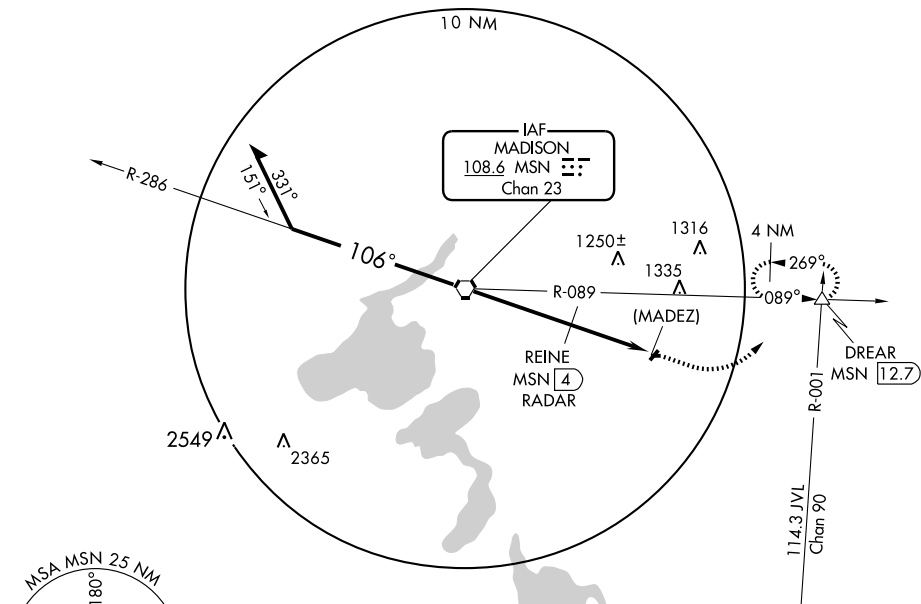 10 NM
IAF
MADISON
108.6 MSN
Chan 23
R-286
151°
331°
106°
1250±
1316
1335
4 NM
269°
089°
R-089
(MADEZ)
REINE
MSN 4
RADAR
DREAR
MSN 12.7
R-001
2549
2365
114.3 JVL
Chan 90
MSA MSN 25 NM
180°